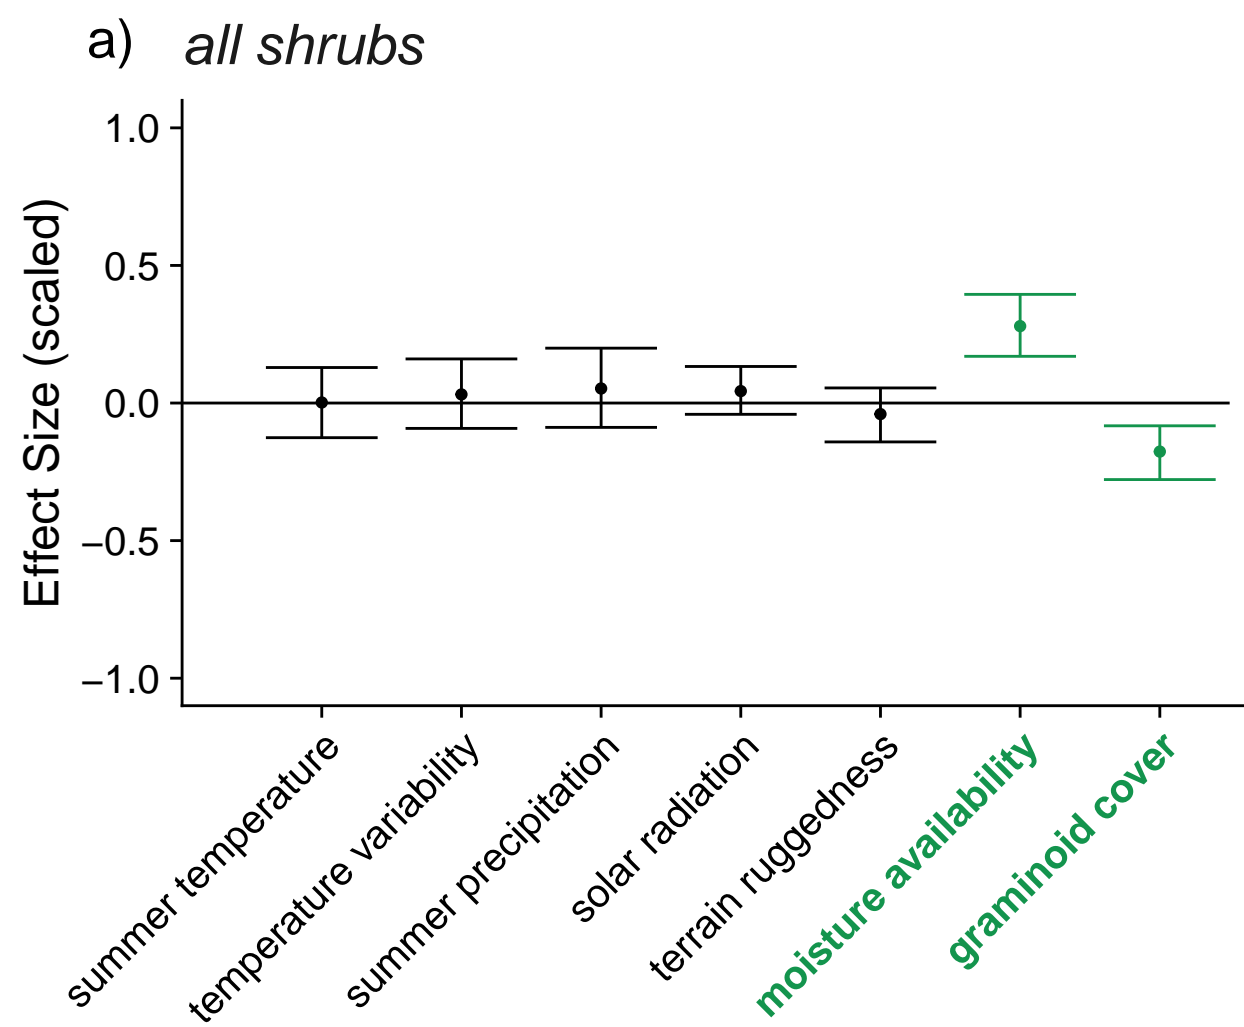 a) all shrubs
Effect Size (scaled)
1.0
0.5
0.0
−0.5
−1.0
summer temperature
temperature variability
summer precipitation
solar radiation
terrain ruggedness
moisture availability
graminoid cover